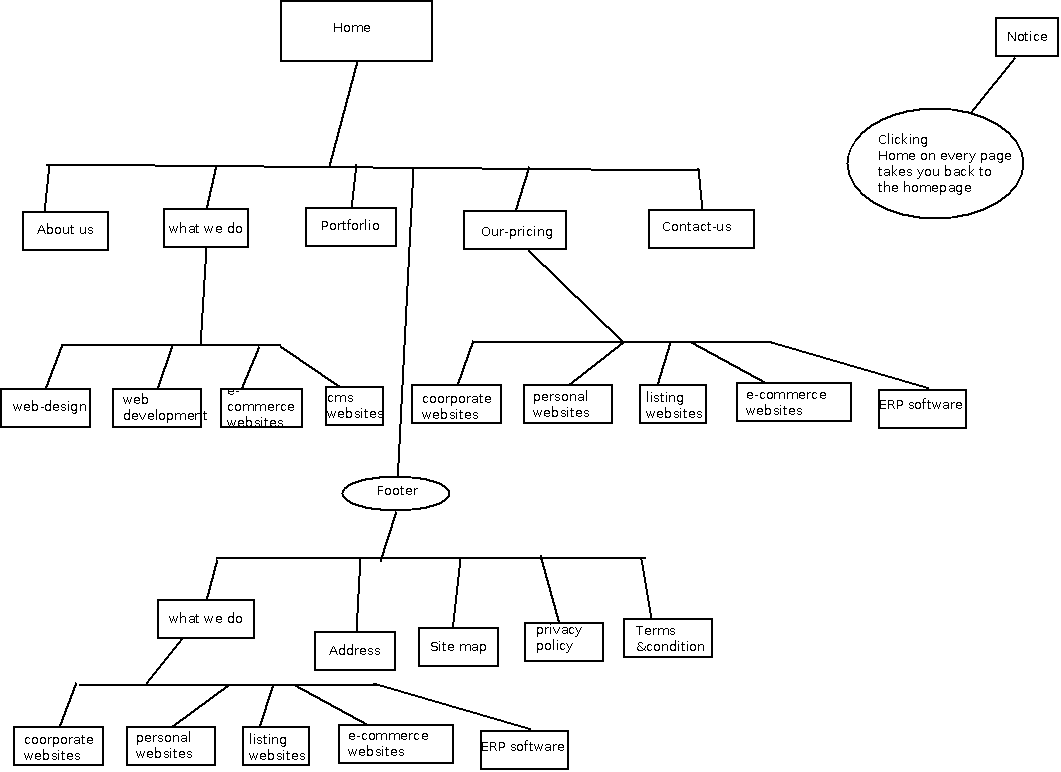 Home
Notice
Clicking
Home on every page
takes you back to
the homepage
About us
what we do
Portforlio
Our-pricing
Contact-us
web-design
web
development
e-
commerce
websites
cms
websites
coorporate
websites
personal
websites
listing
websites
e-commerce
websites
ERP software
Footer
what we do
Address
Site map
privacy
policy
Terms
&condition
coorporate
websites
personal
websites
listing
websites
e-commerce
websites
ERP software